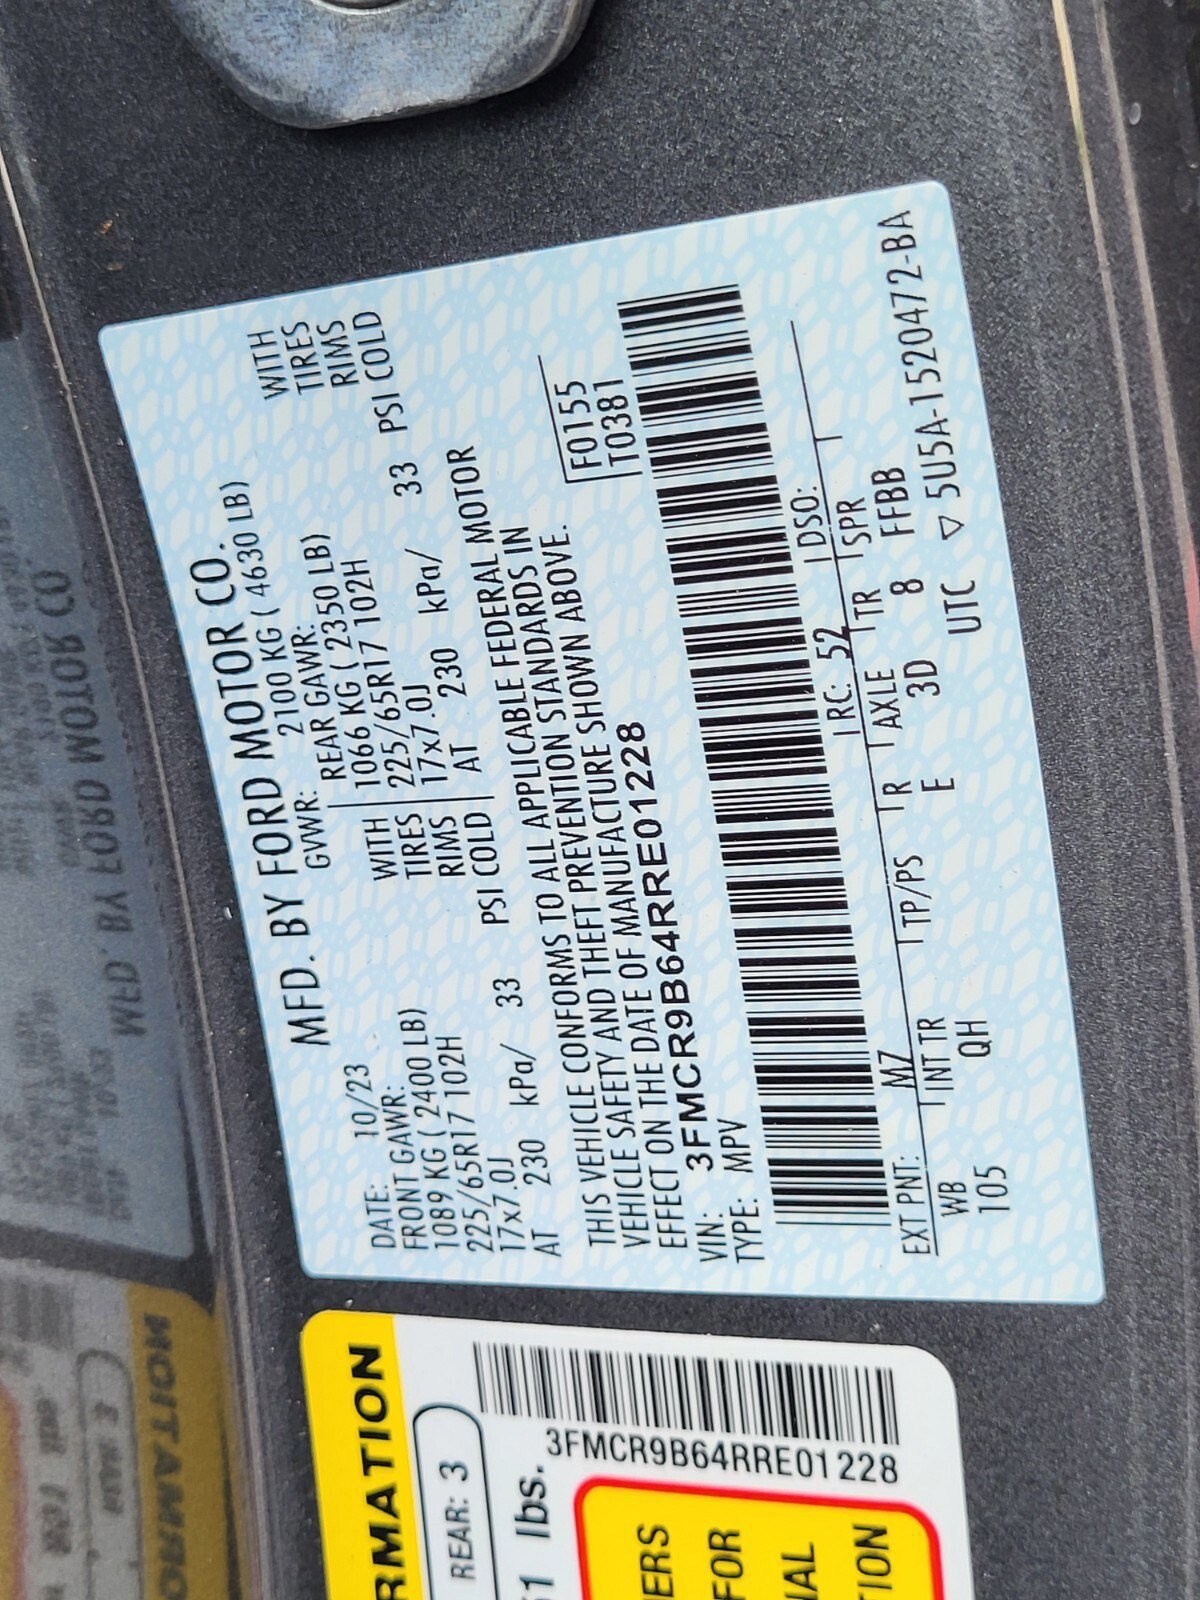 MFD. BY FORD MOTOR CO.
DATE: 10/23
GVWR: 2100 KG ( 4630 LB)
FRONT GAWR:
REAR GAWR:
1089 KG ( 2400 LB) WITH
1066 KG ( 2350 LB) WITH
225/65R17 102H TIRES
225/65R17 102H TIRES
17x7.0J RIMS
17x7.0J RIMS
AT 230 kPa/ 33 PSI COLD
AT 230 kPa/ 33 PSI COLD
THIS VEHICLE CONFORMS TO ALL APPLICABLE FEDERAL MOTOR
VEHICLE SAFETY AND THEFT PREVENTION STANDARDS IN
EFFECT ON THE DATE OF MANUFACTURE SHOWN ABOVE.
VIN: 3FMCR9B64RRE01228
TYPE: MPV
F0155
T0381
EXT PNT: MZ RC: 52 DSO:
WB INT TR TP/PS R AXLE TR SPR
105 QH E 3D 8 FFBB
UTC ▽ 5U5A-1520472-BA
RMATION
REAR: 3
lbs.
3FMCR9B64RRE01228
FOR